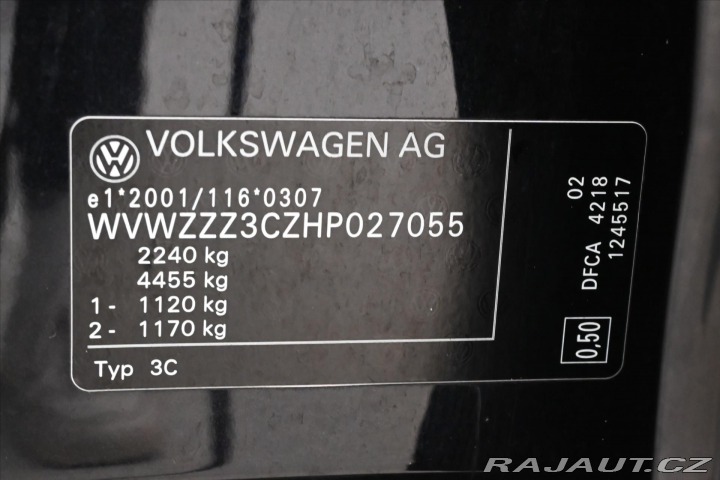 VOLKSWAGEN AG
e1*2001/116*0307
WVWZZZ3CZHP027055
2240 kg
4455 kg
1- 1120 kg
2- 1170 kg
Typ 3C
02
DFCA 4218
1245517
0,50
RAJAUT.CZ